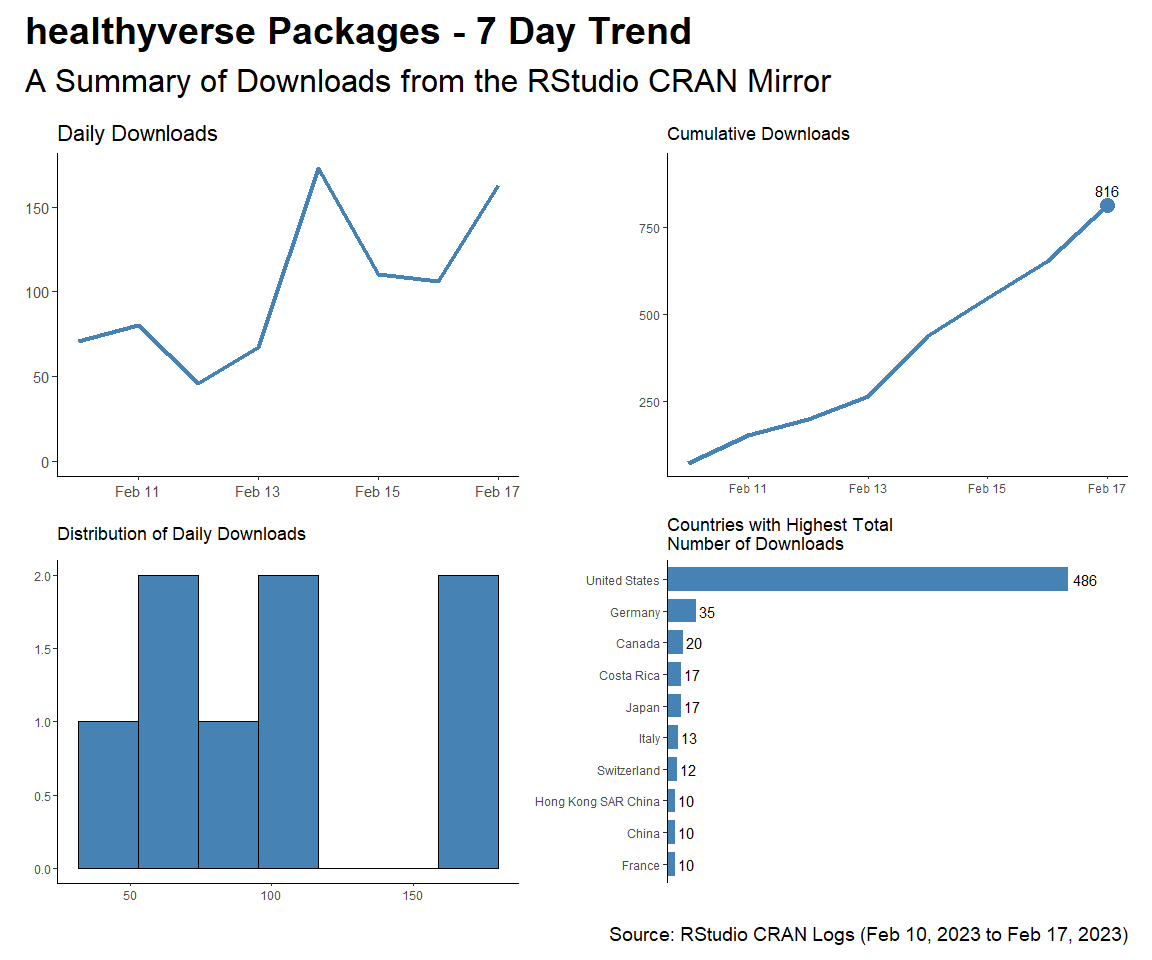 healthyverse Packages - 7 Day Trend
A Summary of Downloads from the RStudio CRAN Mirror
Daily Downloads
150
100
50
0
Feb 11 Feb 13 Feb 15 Feb 17
Cumulative Downloads
816
750
500
250
Feb 11 Feb 13 Feb 15 Feb 17
Distribution of Daily Downloads
2.0
1.5
1.0
0.5
0.0
50 100 150
Countries with Highest Total
Number of Downloads
United States 486
Germany 35
Canada 20
Costa Rica 17
Japan 17
Italy 13
Switzerland 12
Hong Kong SAR China 10
China 10
France 10
Source: RStudio CRAN Logs (Feb 10, 2023 to Feb 17, 2023)